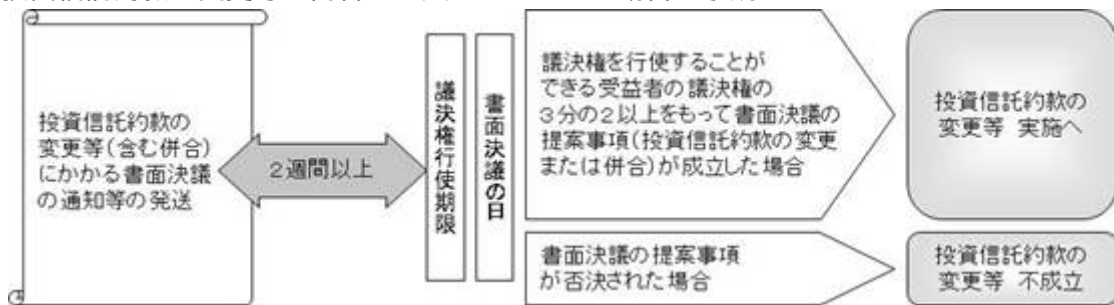 投資信託約款の
変更等(含む併合)
にかかる書面決議
の通知等の発送
2週間以上
議決権行使期限
書面決議の日
議決権を行使することが
できる受益者の議決権の
3分の2以上をもって書面決議の
提案事項(投資信託約款の変更
または併合)が成立した場合
投資信託約款の
変更等 実施へ
書面決議の提案事項
が否決された場合
投資信託約款の
変更等 不成立